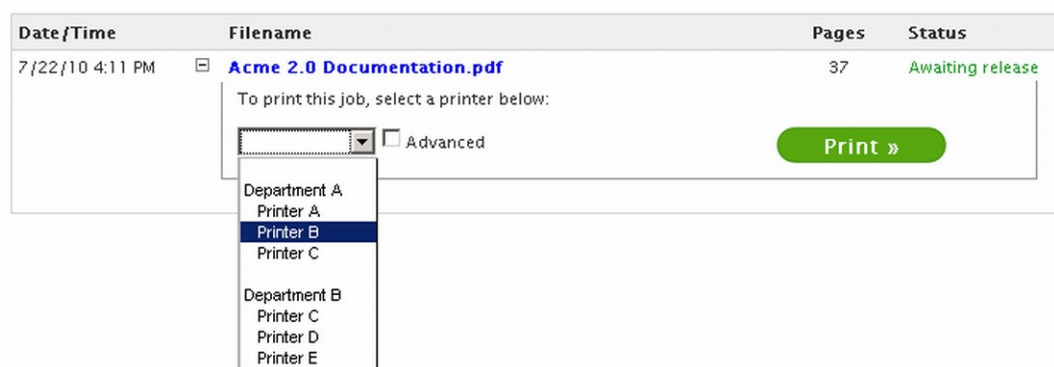 Date/Time Filename Pages Status
7/22/10 4:11 PM Acme 2.0 Documentation.pdf 37 Awaiting release
To print this job, select a printer below:
Advanced Print »
Department A
Printer A
Printer B
Printer C
Department B
Printer C
Printer D
Printer E